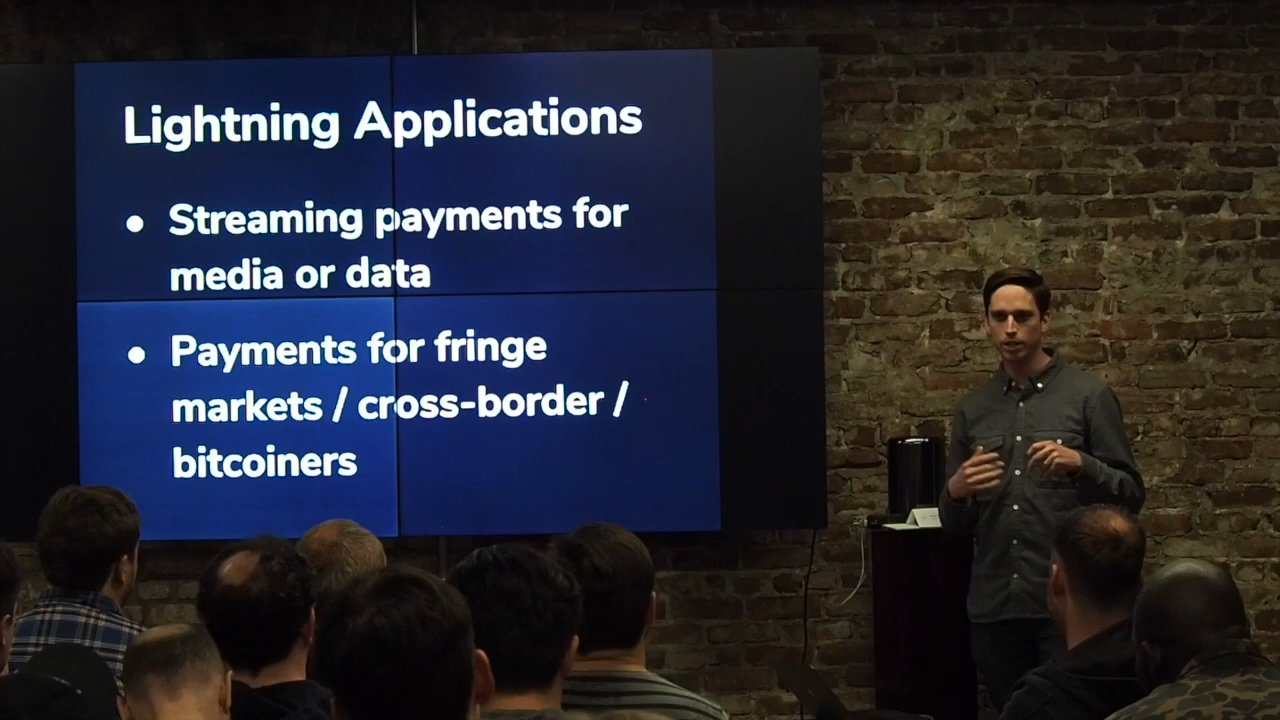 Lightning Applications
● Streaming payments for
media or data
● Payments for fringe
markets / cross-border /
bitcoiners